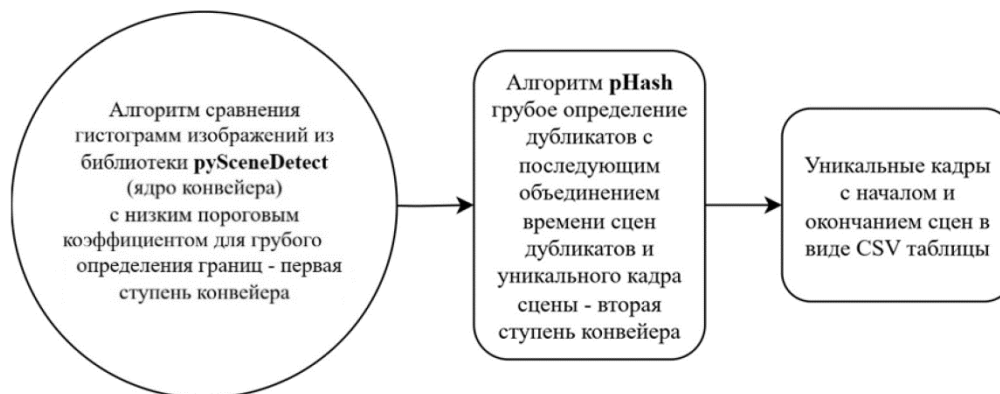 Алгоритм сравнения
гистограмм изображений из
библиотеки pySceneDetect
(ядро конвейера)
с низким пороговым
коэффициентом для грубого
определения границ - первая
ступень конвейера
Алгоритм pHash
грубое определение
дубликатов с
последующим
объединением
времени сцен
дубликатов и
уникального кадра
сцены - вторая
ступень конвейера
Уникальные кадры
с началом и
окончанием сцен в
виде CSV таблицы